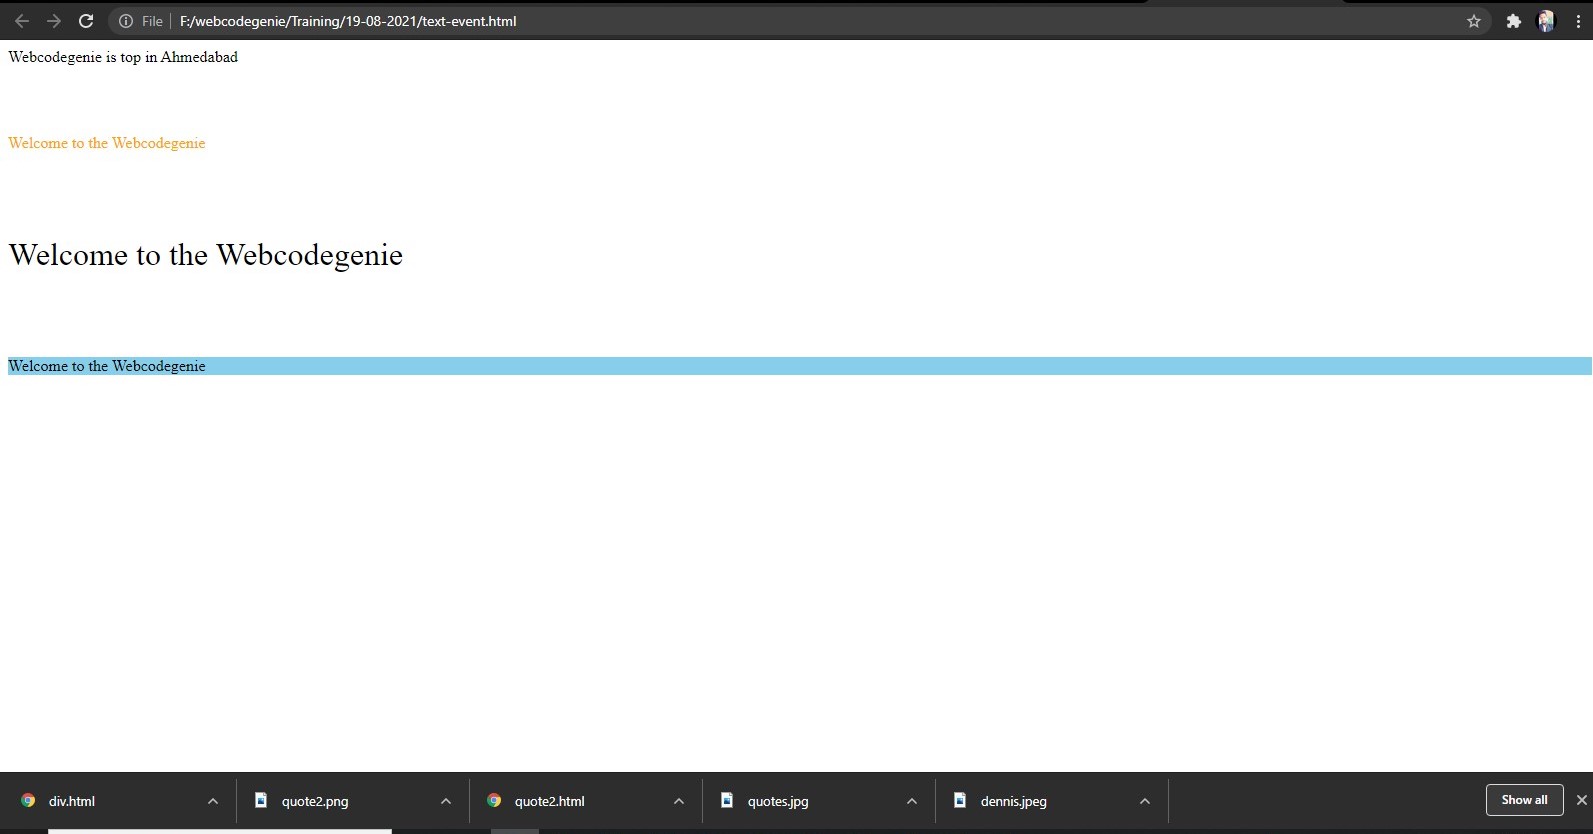 File F:/webcodegenie/Training/19-08-2021/text-event.html
Webcodegenie is top in Ahmedabad
Welcome to the Webcodegenie
Welcome to the Webcodegenie
Welcome to the Webcodegenie
div.html quote2.png quote2.html quotes.jpg dennis.jpeg Show all